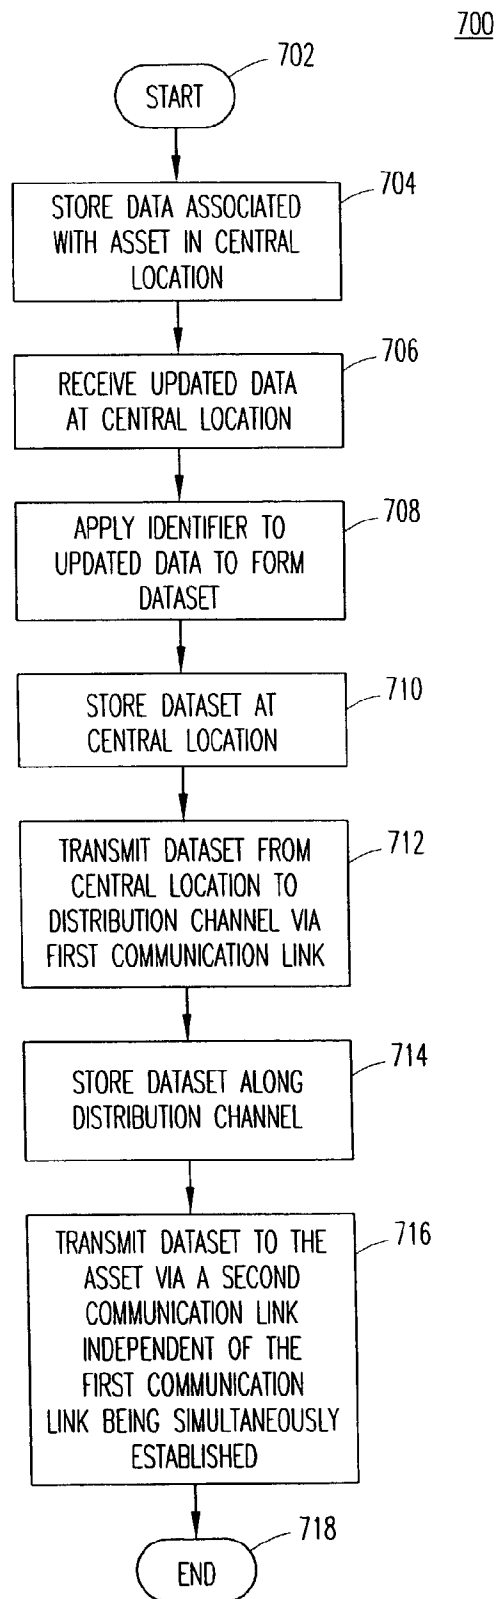 700
702
START
704
STORE DATA ASSOCIATED
WITH ASSET IN CENTRAL
LOCATION
706
RECEIVE UPDATED DATA
AT CENTRAL LOCATION
708
APPLY IDENTIFIER TO
UPDATED DATA TO FORM
DATASET
710
STORE DATASET AT
CENTRAL LOCATION
712
TRANSMIT DATASET FROM
CENTRAL LOCATION TO
DISTRIBUTION CHANNEL VIA
FIRST COMMUNICATION LINK
714
STORE DATASET ALONG
DISTRIBUTION CHANNEL
716
TRANSMIT DATASET TO THE
ASSET VIA A SECOND
COMMUNICATION LINK
INDEPENDENT OF THE
FIRST COMMUNICATION
LINK BEING SIMULTANEOUSLY
ESTABLISHED
718
END